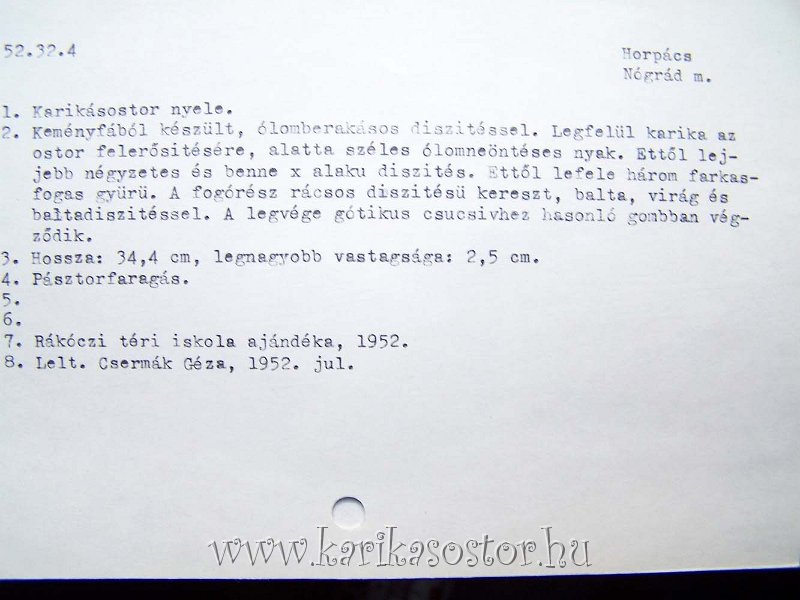 52.32.4
Horpács
Nógrád m.
1. Karikásostor nyele.
2. Keményfából készült, ólomberakásos diszitéssel. Legfelül karika az
ostor felerősitésére, alatta széles ólomneöntéses nyak. Ettől lej-
jebb négyzetes és benne x alaku diszités. Ettől lefele három farkas-
fogas gyürü. A fogórész rácsos diszitésü kereszt, balta, virág és
baltadiszitéssel. A legvége gótikus csucsivhez hasonló gombban vég-
ződik.
3. Hossza: 34,4 cm, legnagyobb vastagsága: 2,5 cm.
4. Pásztorfaragás.
5.
6.
7. Rákóczi téri iskola ajándéka, 1952.
8. Lelt. Csermák Géza, 1952. jul.
www.karikasostor.hu